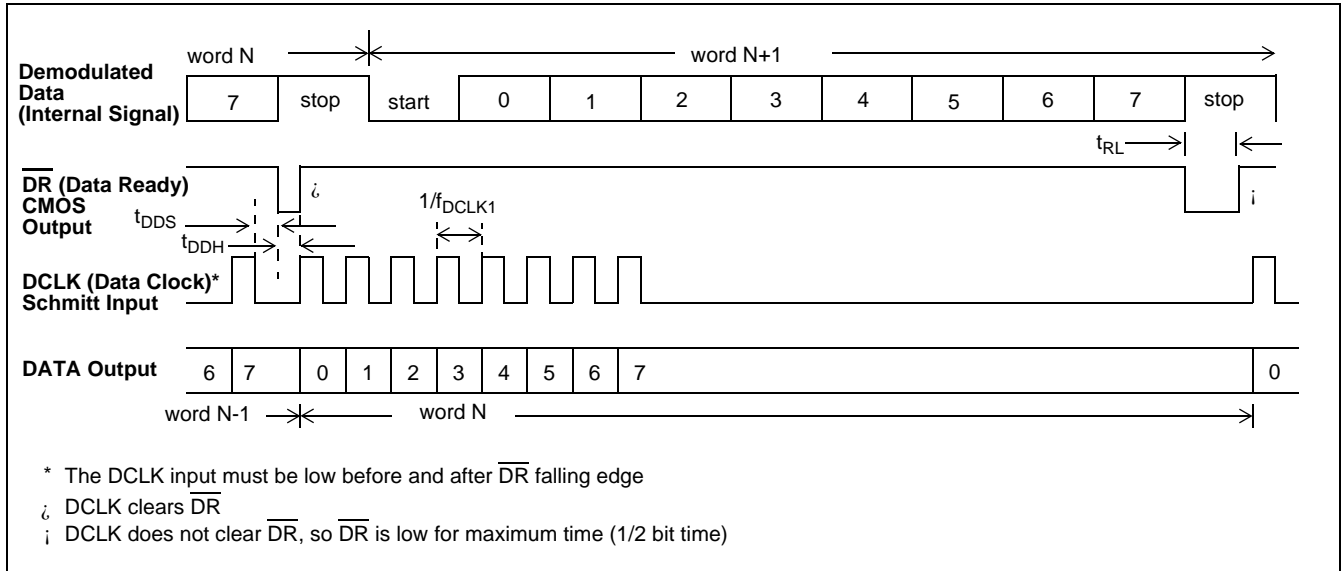 word N
word N+1
Demodulated
Data
(Internal Signal)
7 stop start 0 1 2 3 4 5 6 7 stop
tRL
DR (Data Ready)
CMOS
Output
¿
¡
tDDS
tDDH
1/fDCLK1
DCLK (Data Clock)*
Schmitt Input
DATA Output
6 7 0 1 2 3 4 5 6 7 0
word N-1
word N
* The DCLK input must be low before and after DR falling edge
¿ DCLK clears DR
¡ DCLK does not clear DR, so DR is low for maximum time (1/2 bit time)